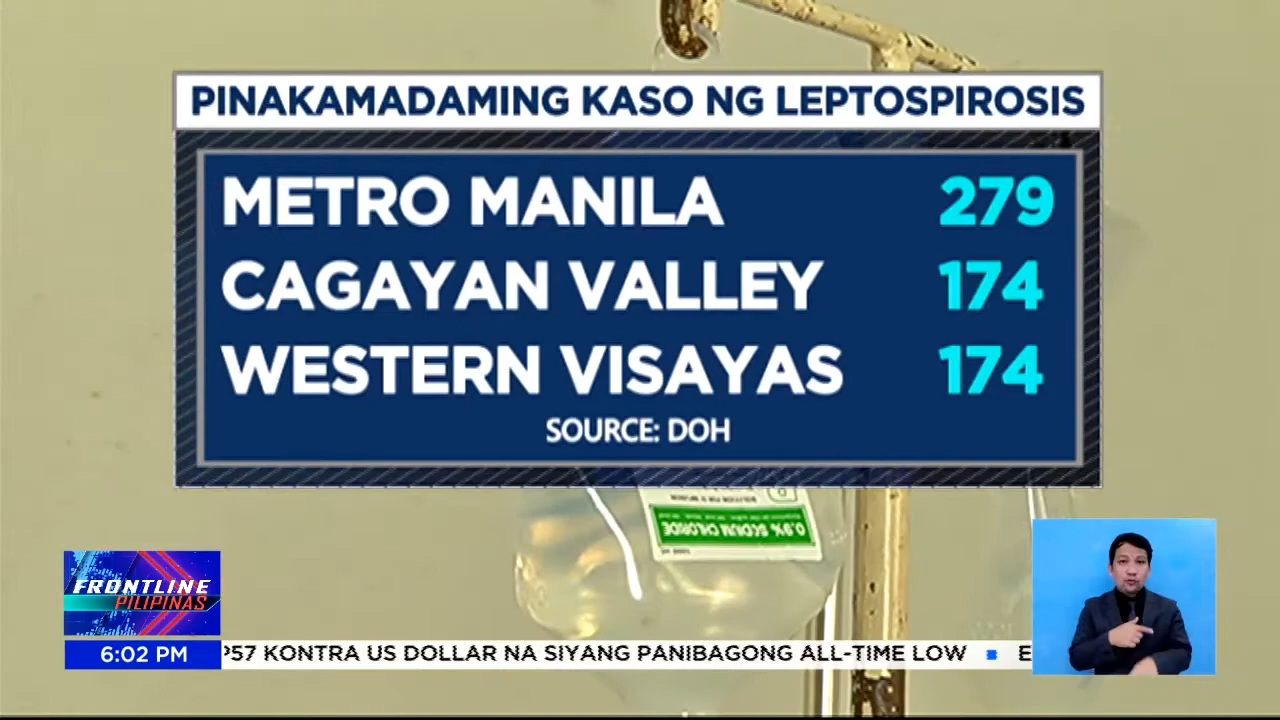 PINAKAMADAMING KASO NG LEPTOSPIROSIS
METRO MANILA 279
CAGAYAN VALLEY 174
WESTERN VISAYAS 174
SOURCE: DOH
0.9% SODIUM CHLORIDE
FRONTLINE
PILIPINAS
6:02 PM
P57 KONTRA US DOLLAR NA SIYANG PANIBAGONG ALL-TIME LOW ■ E